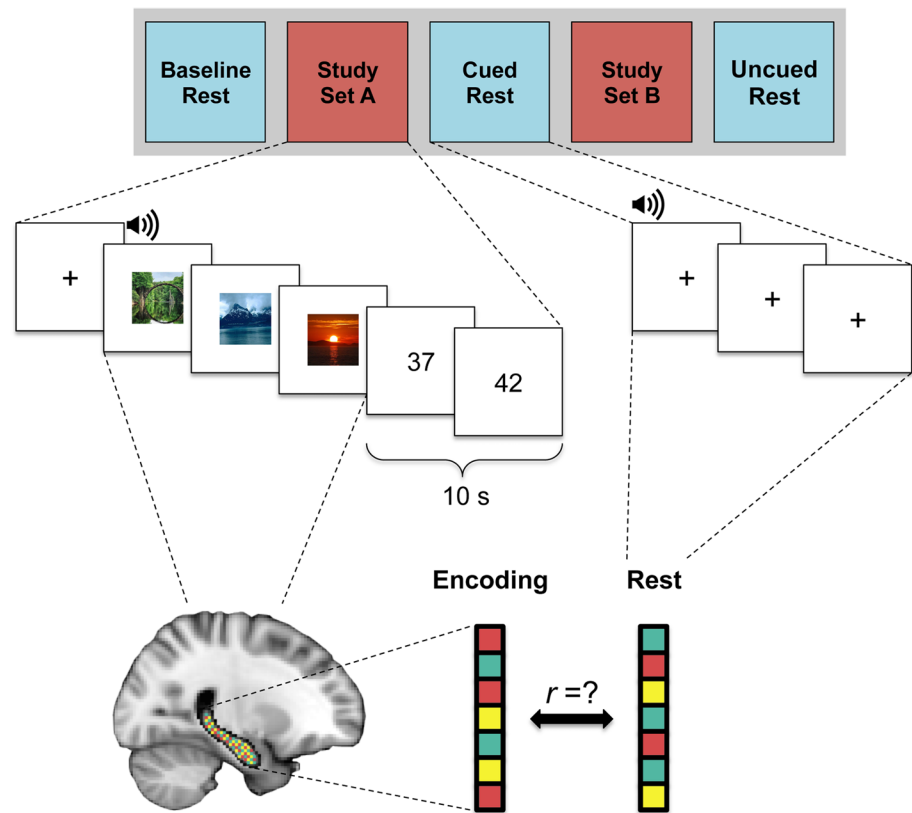 Baseline
Rest
Study
Set A
Cued
Rest
Study
Set B
Uncued
Rest
+
37
42
10 s
+
+
+
Encoding
Rest
r =?